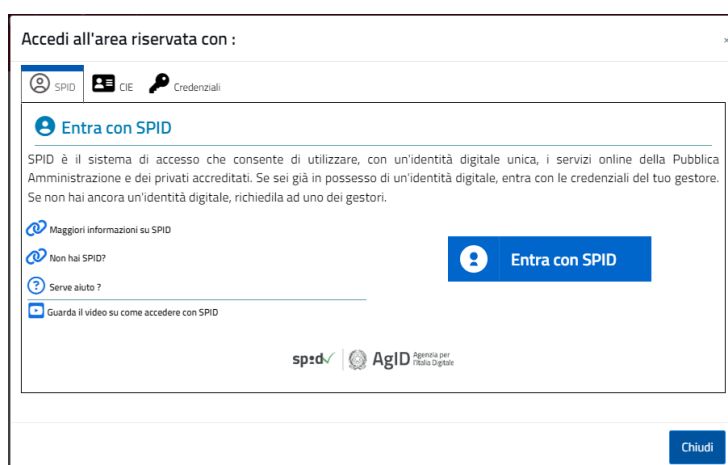 Accedi all'area riservata con :
×
SPID CIE Credenziali
Entra con SPID
SPID è il sistema di accesso che consente di utilizzare, con un'identità digitale unica, i servizi online della Pubblica
Amministrazione e dei privati accreditati. Se sei già in possesso di un'identità digitale, entra con le credenziali del tuo gestore.
Se non hai ancora un'identità digitale, richiedila ad uno dei gestori.
Maggiori informazioni su SPID
Non hai SPID?
Entra con SPID
Serve aiuto ?
Guarda il video su come accedere con SPID
spid AgID Agenzia per
l'Italia Digitale
Chiudi